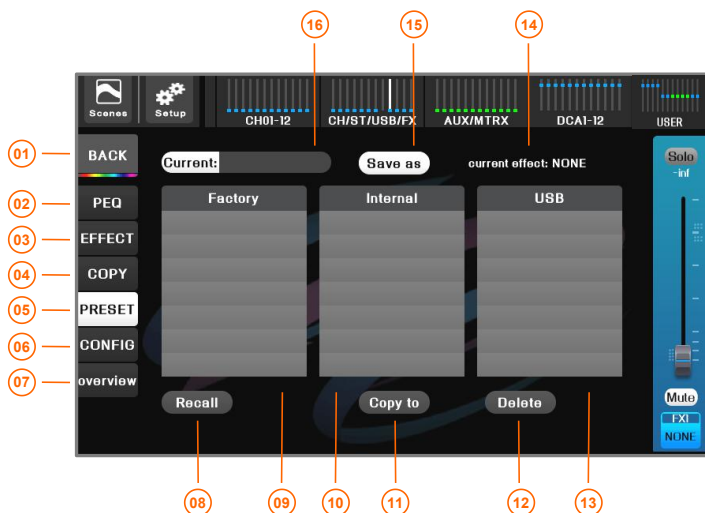 16 15 14
Scenes Setup CH01-12 CH/ST/USB/FX AUX/MTRX DCA1-12 USER
01 BACK Current: Save as current effect: NONE Solo
-inf
02 PEQ Factory Internal USB
03 EFFECT
04 COPY
05 PRESET
06 CONFIG
07 overview
Recall Copy to Delete Mute
FX1
NONE
08 09 10 11 12 13